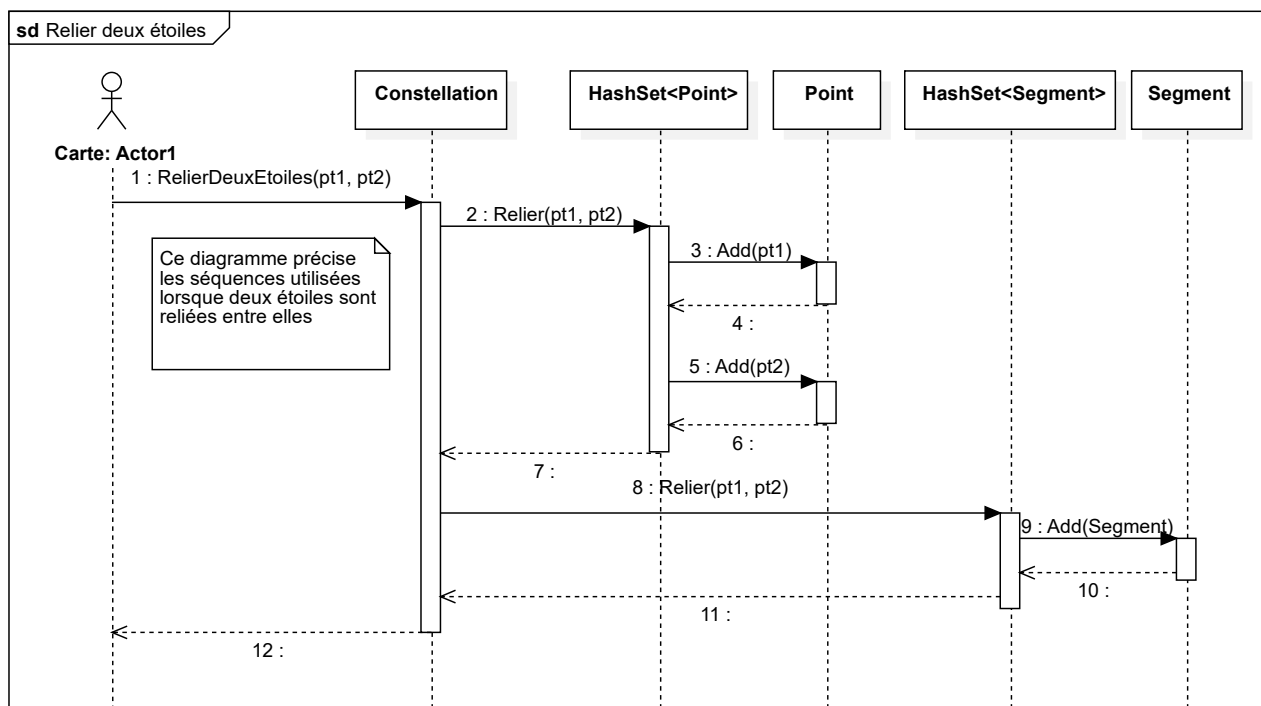 sd Relier deux étoiles
Constellation
HashSet<Point>
Point
HashSet<Segment>
Segment
Carte: Actor1
1 : RelierDeuxEtoiles(pt1, pt2)
2 : Relier(pt1, pt2)
Ce diagramme précise
les séquences utilisées
lorsque deux étoiles sont
reliées entre elles
3 : Add(pt1)
4 :
5 : Add(pt2)
6 :
7 :
8 : Relier(pt1, pt2)
9 : Add(Segment)
10 :
11 :
12 :